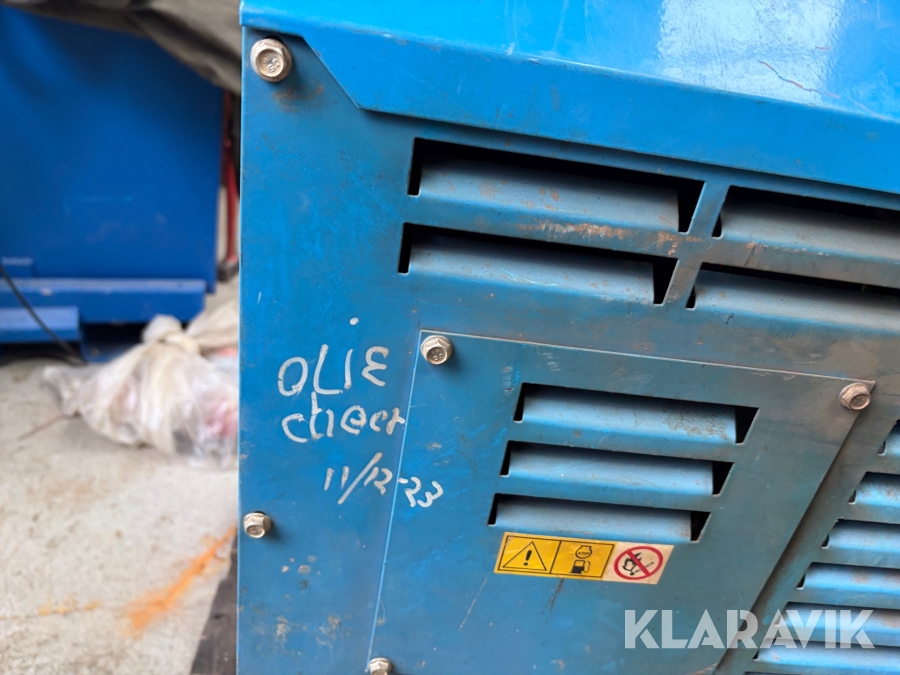 OLIE
check
11/12-23
KLARAVIK